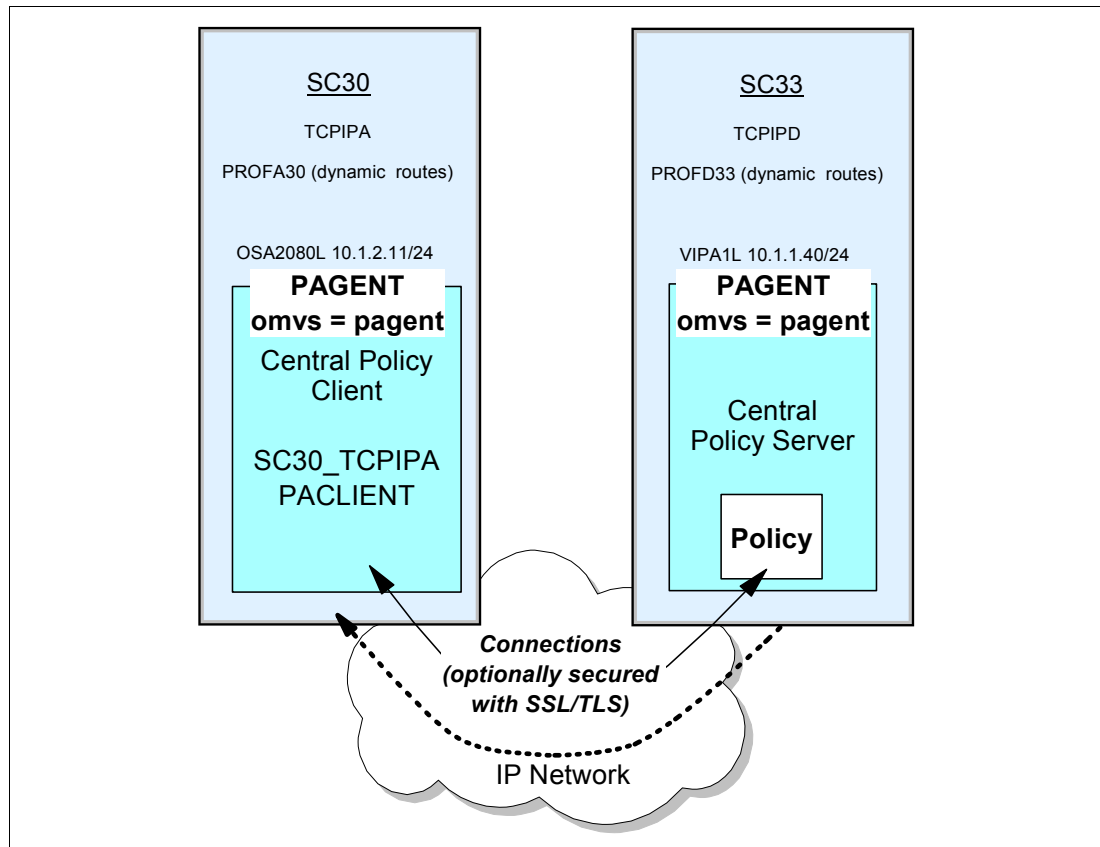 SC30
TCPIPA
PROFA30 (dynamic routes)
OSA2080L 10.1.2.11/24
PAGENT
omvs = pagent
Central Policy
Client
SC30_TCPIPA
PACLIENT
SC33
TCPIPD
PROFD33 (dynamic routes)
VIPA1L 10.1.1.40/24
PAGENT
omvs = pagent
Central
Policy Server
Policy
Connections
(optionally secured
with SSL/TLS)
IP Network